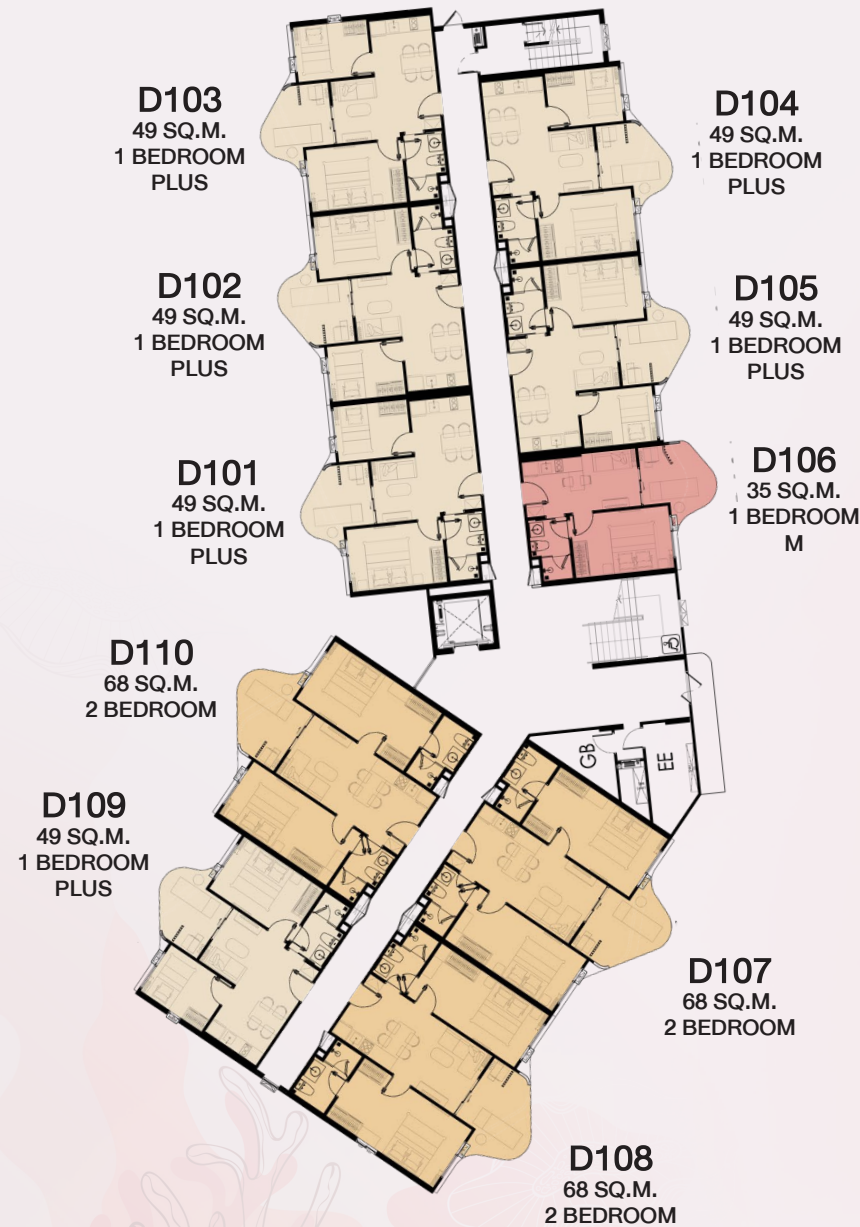 D103
49 SQ.M.
1 BEDROOM
PLUS
D104
49 SQ.M.
1 BEDROOM
PLUS
D102
49 SQ.M.
1 BEDROOM
PLUS
D105
49 SQ.M.
1 BEDROOM
PLUS
D101
49 SQ.M.
1 BEDROOM
PLUS
D106
35 SQ.M.
1 BEDROOM
M
D110
68 SQ.M.
2 BEDROOM
GB
EE
D109
49 SQ.M.
1 BEDROOM
PLUS
D107
68 SQ.M.
2 BEDROOM
D108
68 SQ.M.
2 BEDROOM